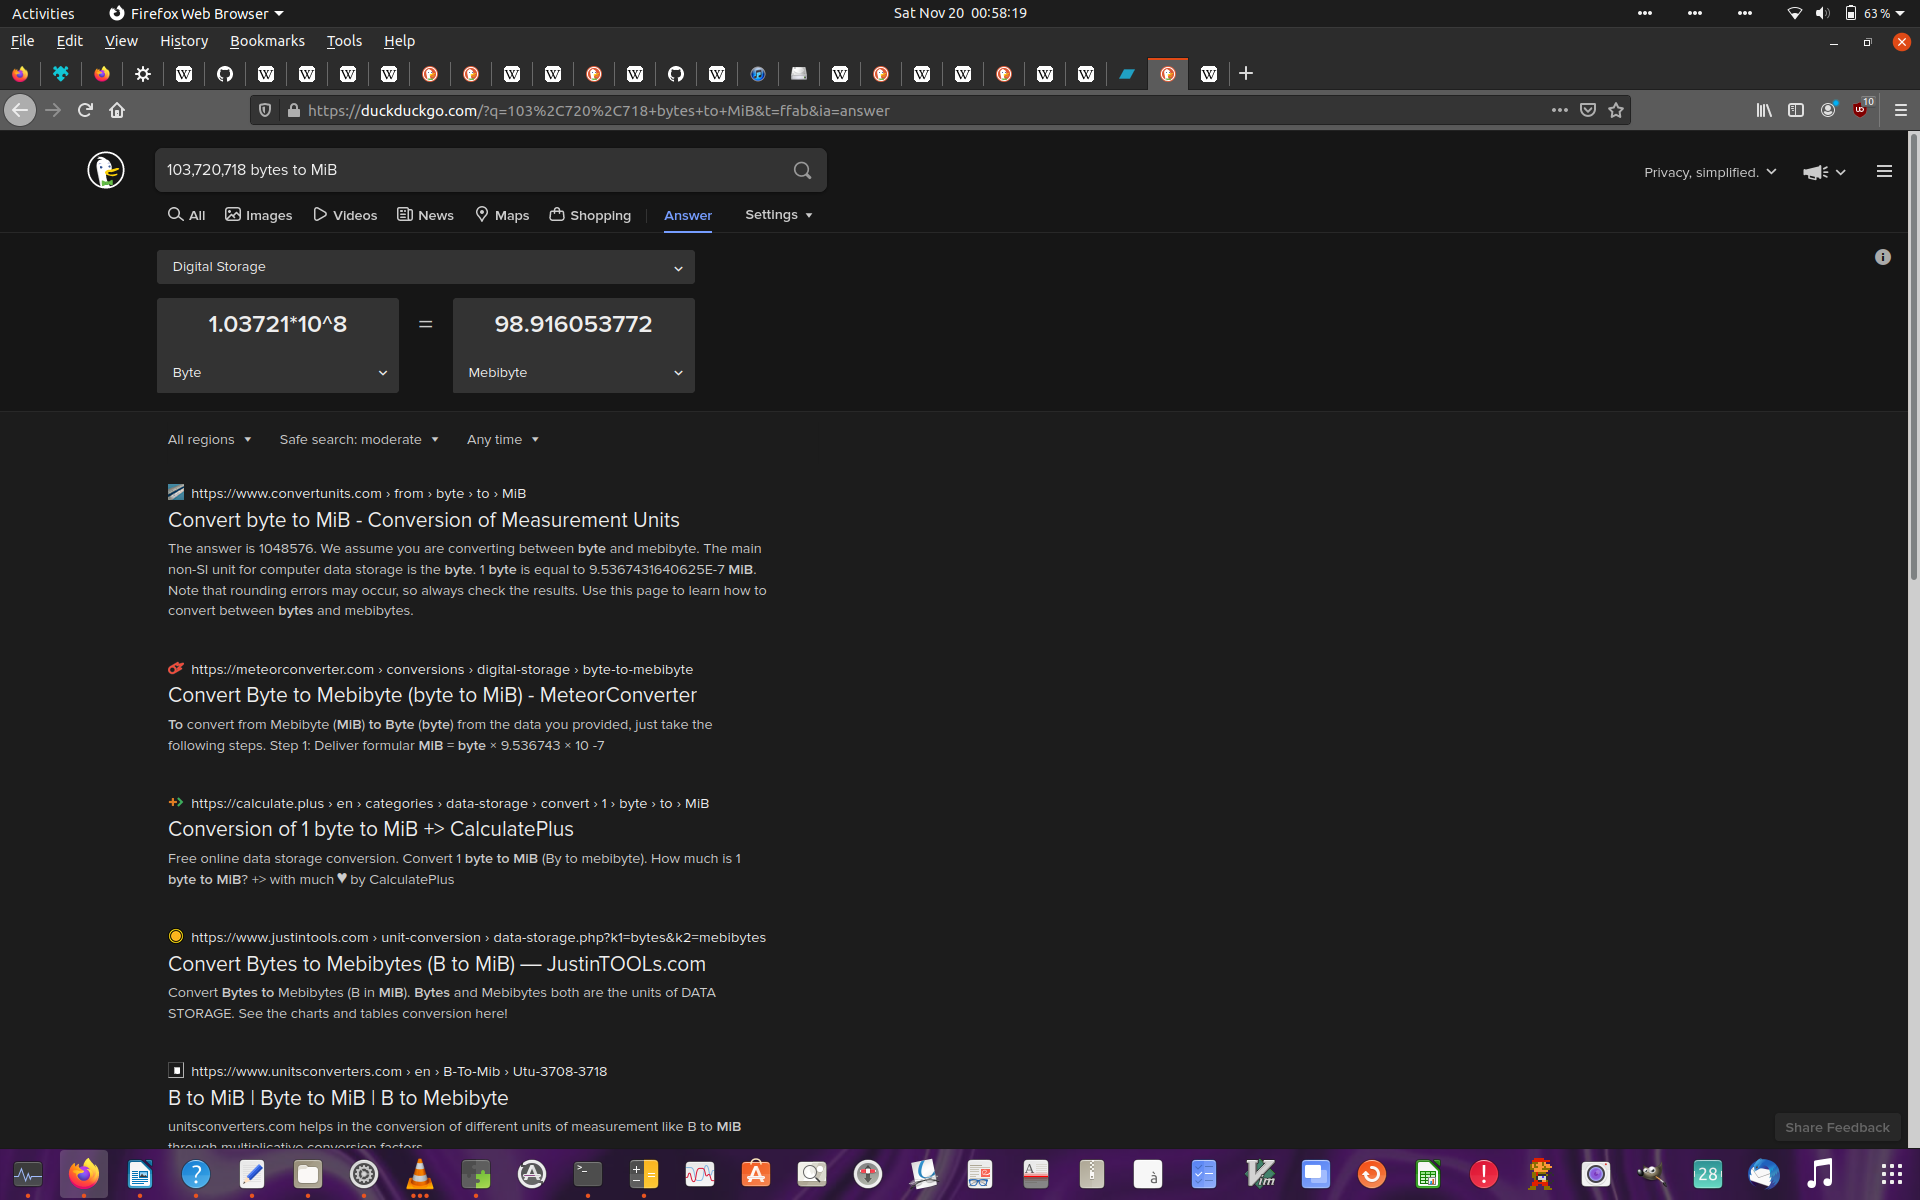 Activities
Firefox Web Browser
Sat Nov 20 00:58:19
63 %
File Edit View History Bookmarks Tools Help
https://duckduckgo.com/?q=103%2C720%2C718+bytes+to+MiB&t=ffab&ia=answer
10
103,720,718 bytes to MiB
Privacy, simplified.
All Images Videos News Maps Shopping Answer Settings
Digital Storage
1.03721*10^8 = 98.916053772
Byte Mebibyte
All regions Safe search: moderate Any time
https://www.convertunits.com › from › byte › to › MiB
Convert byte to MiB - Conversion of Measurement Units
The answer is 1048576. We assume you are converting between byte and mebibyte. The main
non-SI unit for computer data storage is the byte. 1 byte is equal to 9.5367431640625E-7 MiB.
Note that rounding errors may occur, so always check the results. Use this page to learn how to
convert between bytes and mebibytes.
https://meteorconverter.com › conversions › digital-storage › byte-to-mebibyte
Convert Byte to Mebibyte (byte to MiB) - MeteorConverter
To convert from Mebibyte (MiB) to Byte (byte) from the data you provided, just take the
following steps. Step 1: Deliver formular MiB = byte × 9.536743 × 10 -7
https://calculate.plus › en › categories › data-storage › convert › 1 › byte › to › MiB
Conversion of 1 byte to MiB +> CalculatePlus
Free online data storage conversion. Convert 1 byte to MiB (By to mebibyte). How much is 1
byte to MiB? +> with much ♥ by CalculatePlus
https://www.justintools.com › unit-conversion › data-storage.php?k1=bytes&k2=mebibytes
Convert Bytes to Mebibytes (B to MiB) — JustinTOOLs.com
Convert Bytes to Mebibytes (B in MiB). Bytes and Mebibytes both are the units of DATA
STORAGE. See the charts and tables conversion here!
https://www.unitsconverters.com › en › B-To-Mib › Utu-3708-3718
B to MiB | Byte to MiB | B to Mebibyte
unitsconverters.com helps in the conversion of different units of measurement like B to MiB
through multiplicative conversion factors.
Share Feedback
28